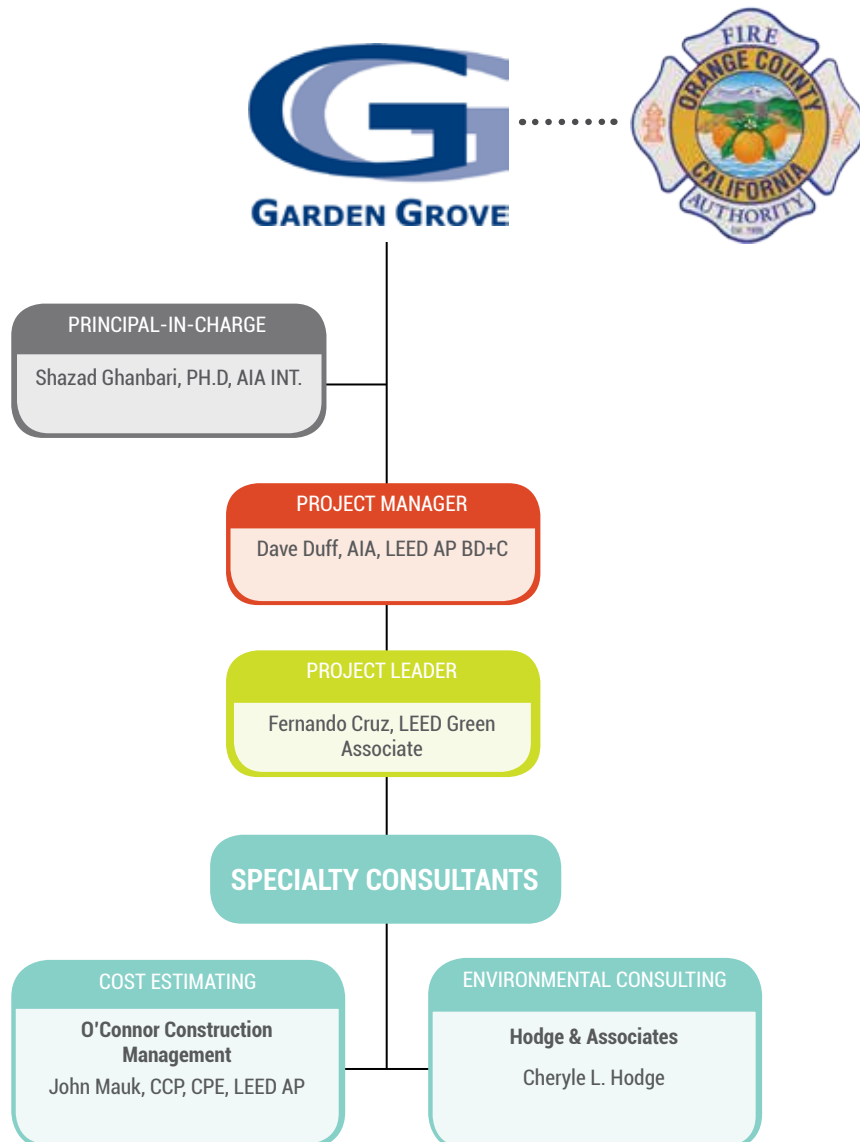 FIRE
ORANGE COUNTY
CALIFORNIA
AUTHORITY
GARDEN GROVE
PRINCIPAL-IN-CHARGE
Shazad Ghanbari, PH.D, AIA INT.
PROJECT MANAGER
Dave Duff, AIA, LEED AP BD+C
PROJECT LEADER
Fernando Cruz, LEED Green
Associate
SPECIALTY CONSULTANTS
COST ESTIMATING
O'Connor Construction
Management
John Mauk, CCP, CPE, LEED AP
ENVIRONMENTAL CONSULTING
Hodge & Associates
Cheryle L. Hodge